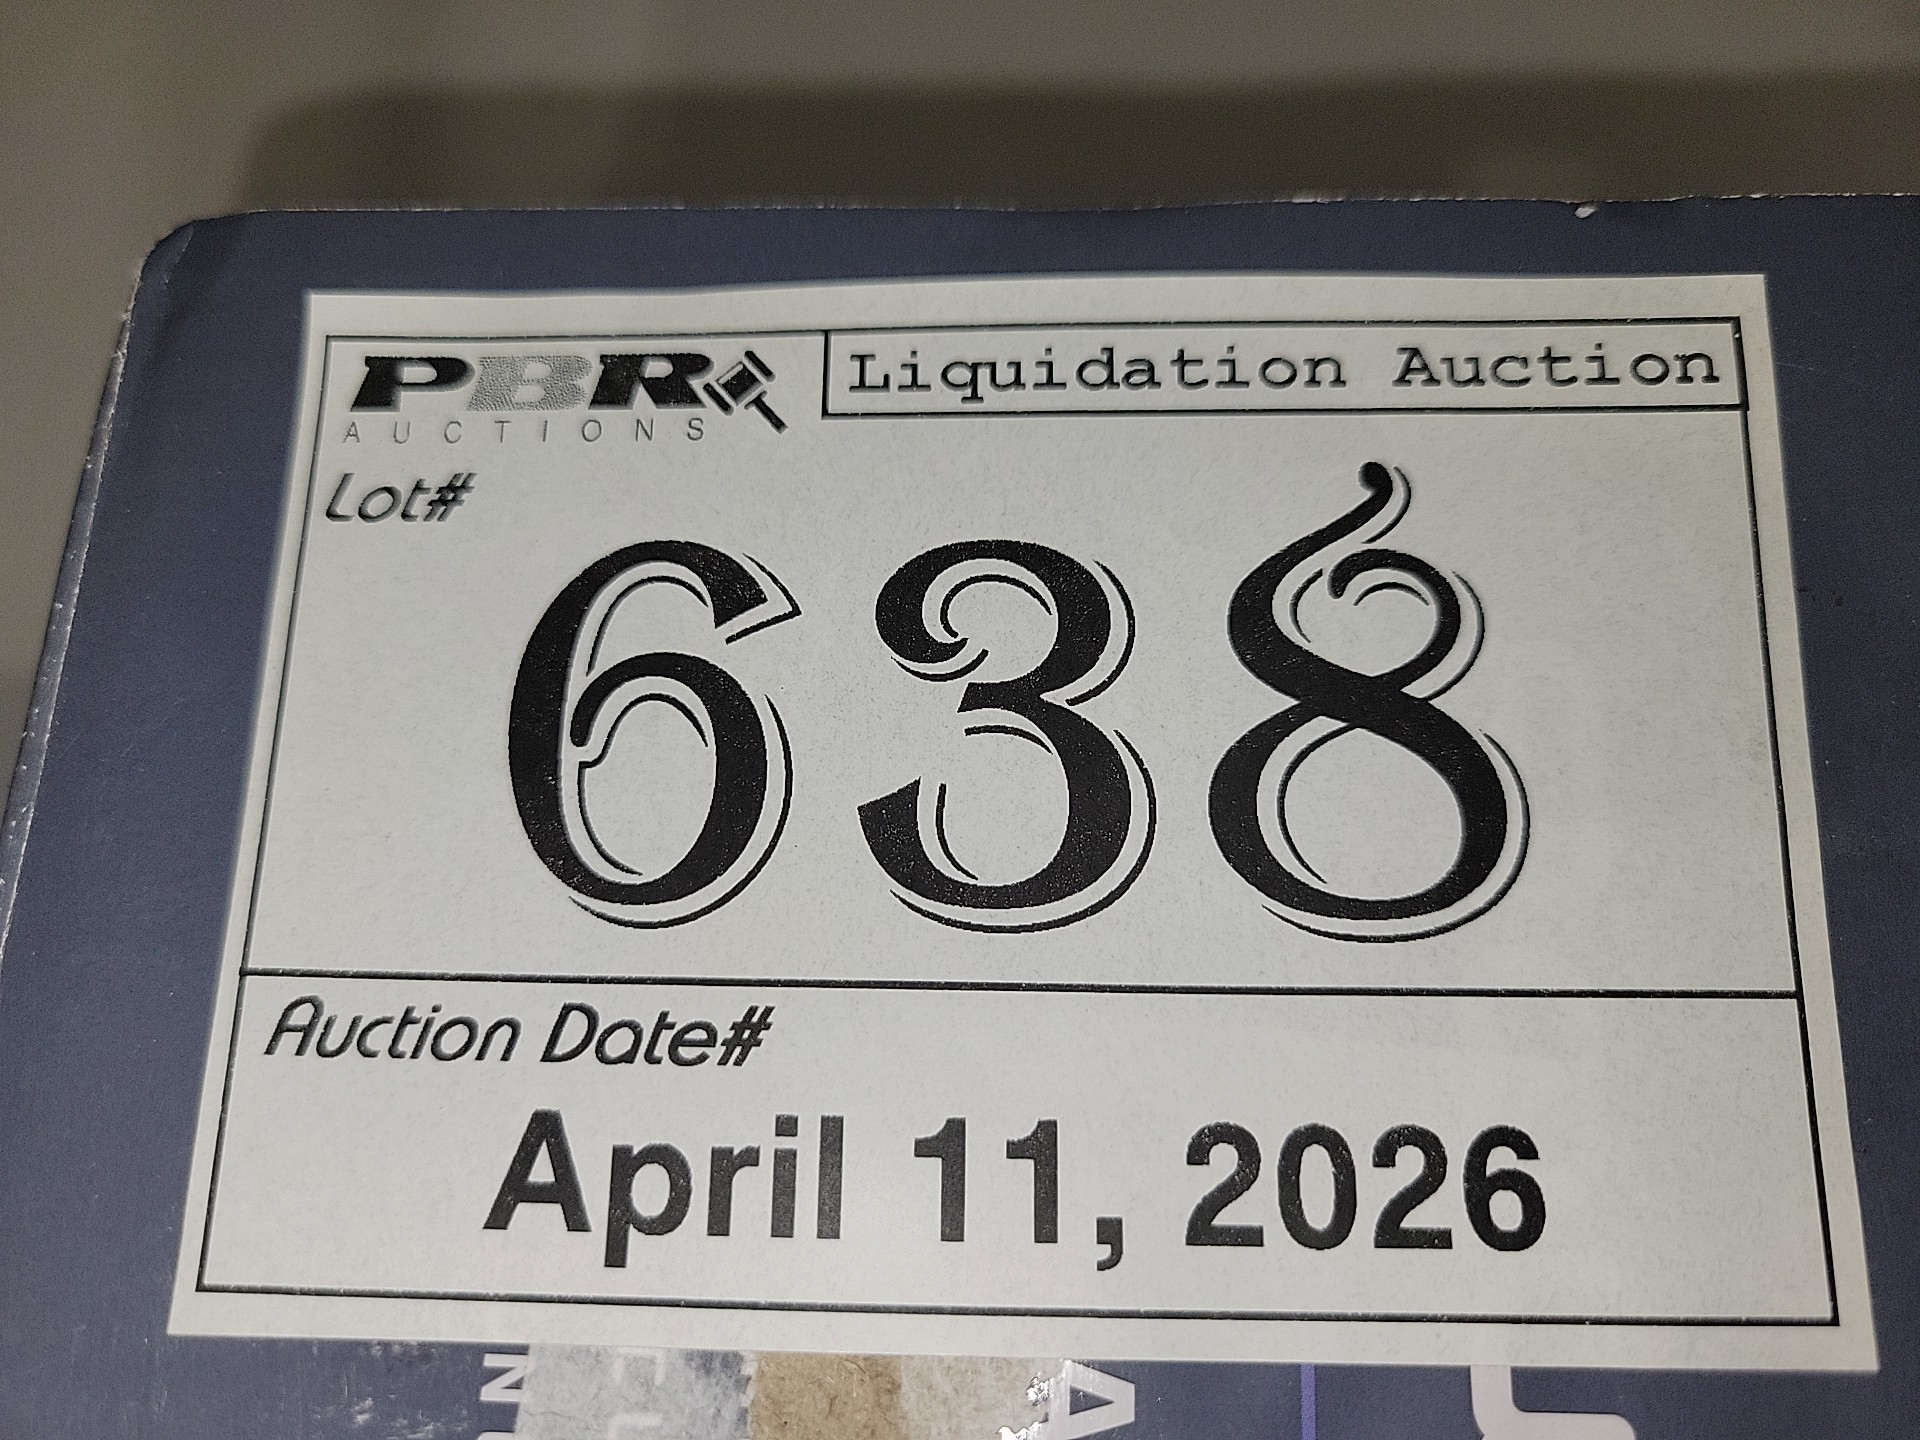 PBR
AUCTIONS
Liquidation Auction
Lot#
638
Auction Date#
April 11, 2026